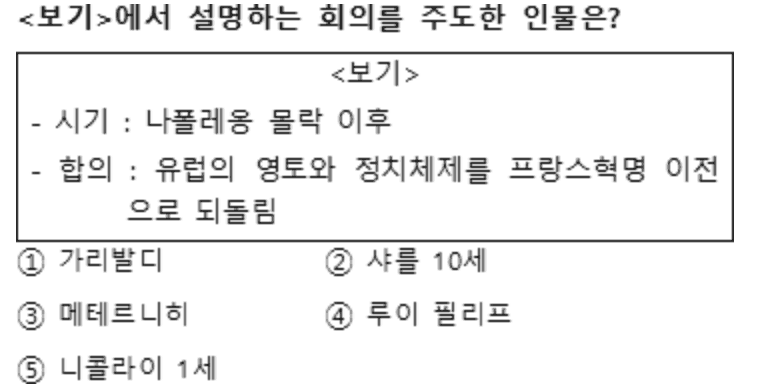 <보기>에서 설명하는 회의를 주도한 인물은?
<보기>
- 시기 : 나폴레옹 몰락 이후
- 합의 : 유럽의 영토와 정치체제를 프랑스혁명 이전
으로 되돌림
① 가리발디 ② 샤를 10세
③ 메테르니히 ④ 루이 필리프
⑤ 니콜라이 1세